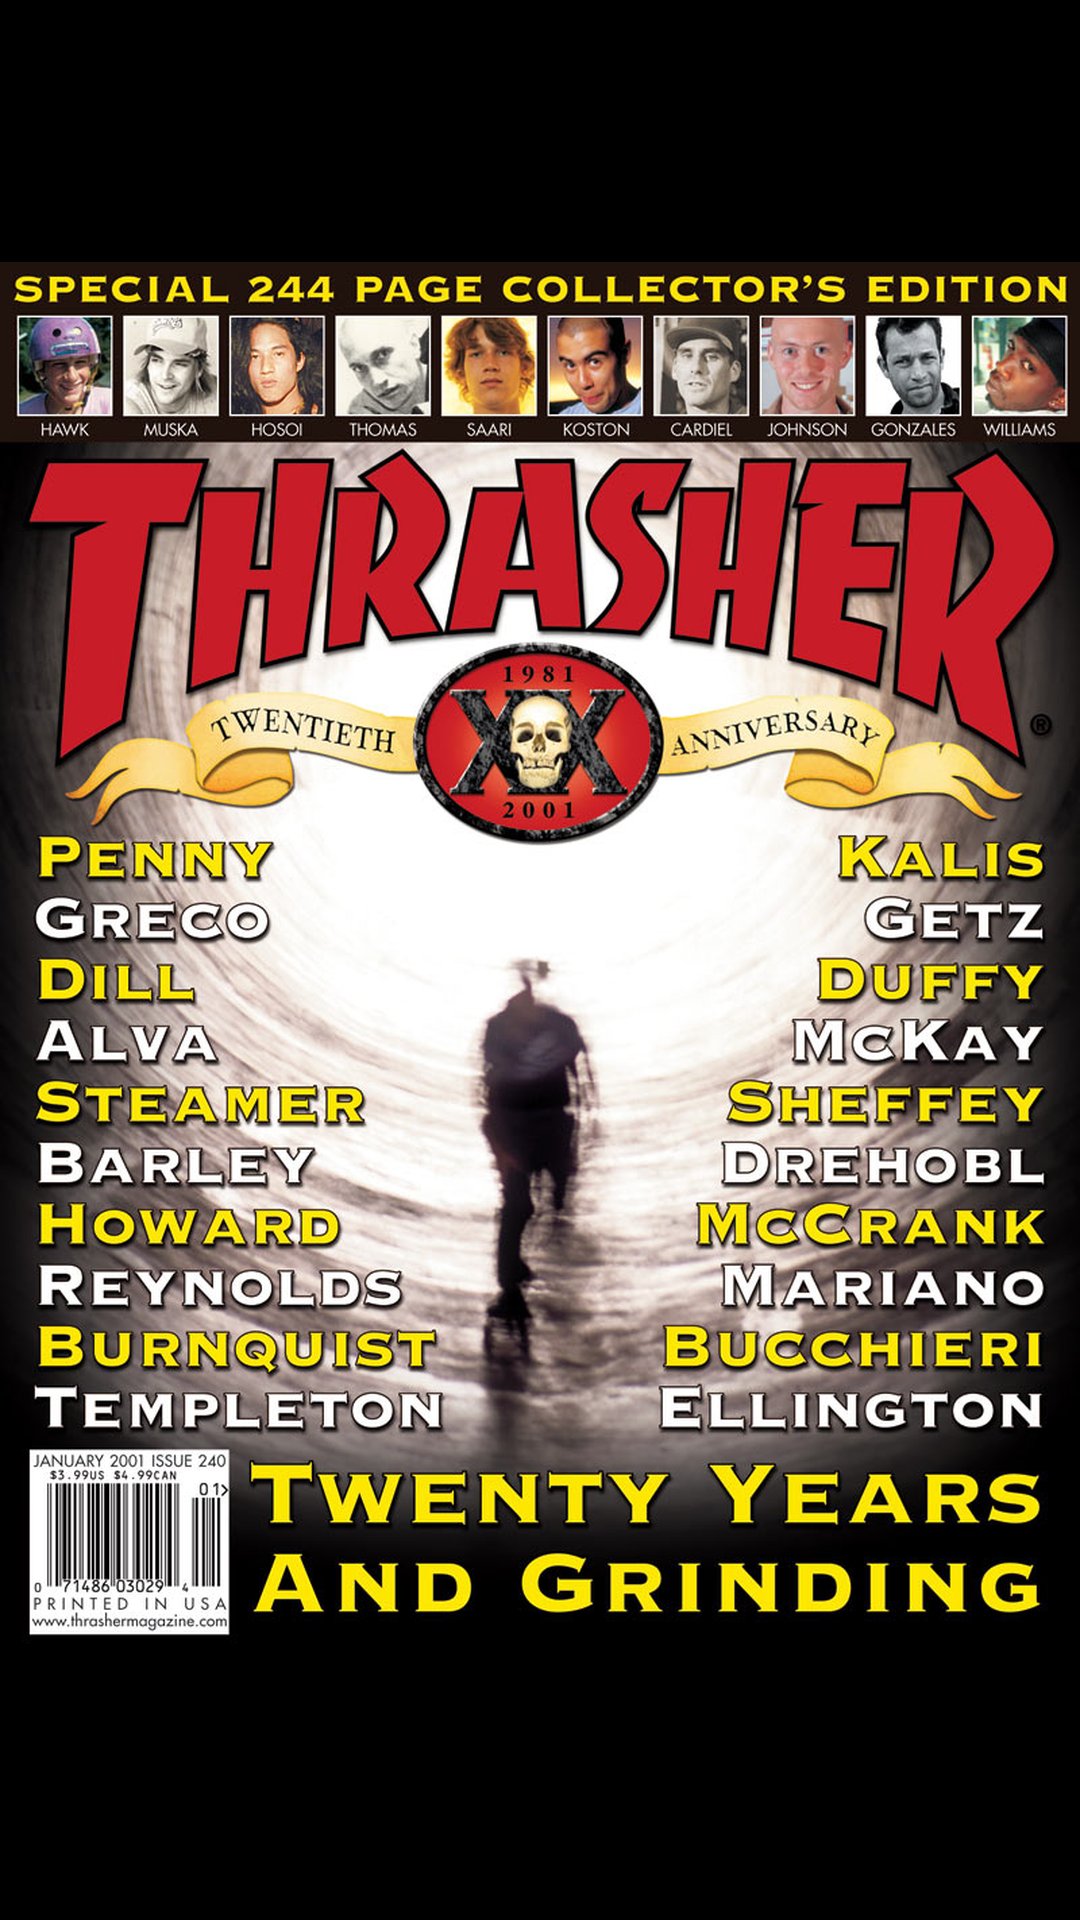 SPECIAL 244 PAGE COLLECTOR'S EDITION
HAWK MUSKA HOSOI THOMAS SAARI KOSTON CARDIEL JOHNSON GONZALES WILLIAMS
THRASHER
®
1981
TWENTIETH XX ANNIVERSARY
2001
PENNY
GRECO
DILL
ALVA
STEAMER
BARLEY
HOWARD
REYNOLDS
BURNQUIST
TEMPLETON
KALIS
GETZ
DUFFY
MCKAY
SHEFFEY
DREHOBL
MCCRANK
MARIANO
BUCCHIERI
ELLINGTON
TWENTY YEARS
AND GRINDING
JANUARY 2001 ISSUE 240
$3.99US $4.99CAN
01>
0 71486 03029 4
PRINTED IN USA
www.thrashermagazine.com